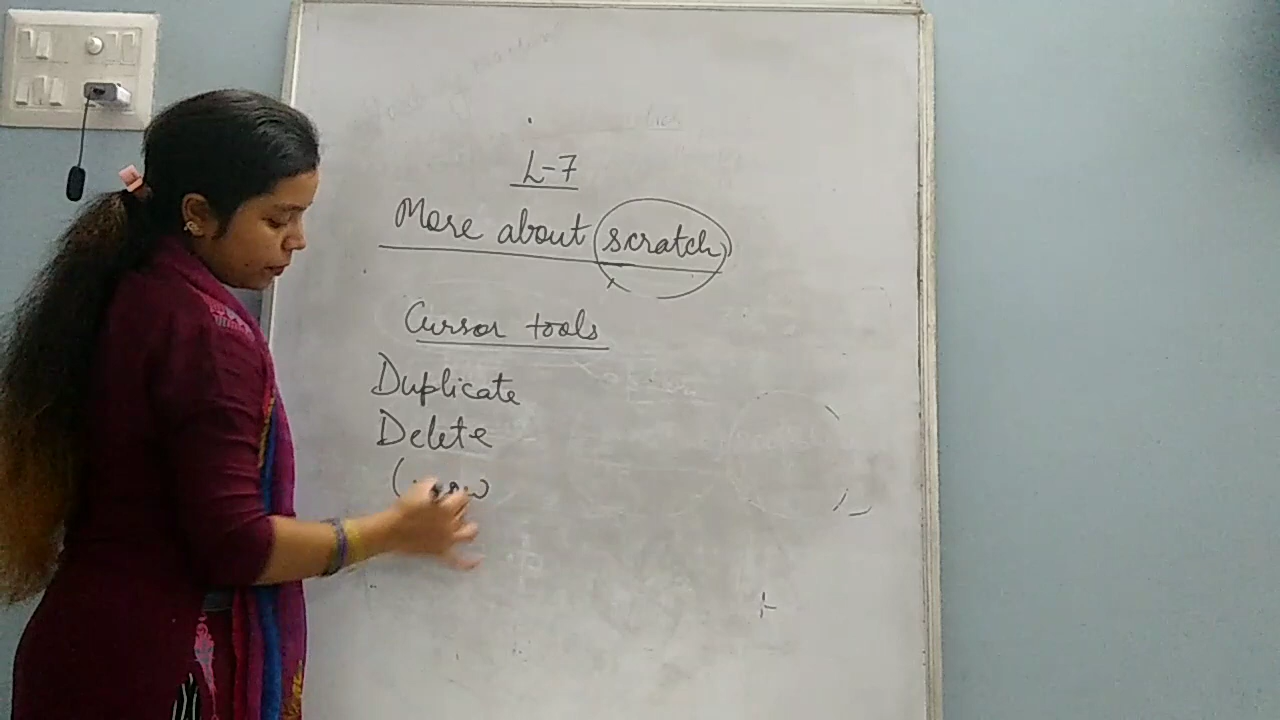 L-7
More about scratch
Cursor tools
Duplicate
Delete